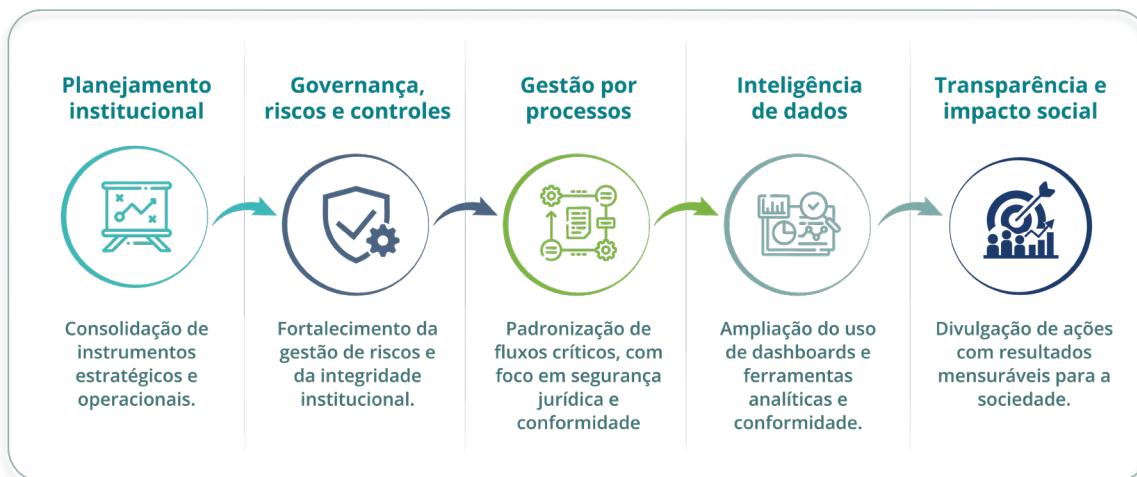 Planejamento
institucional
Consolidação de
instrumentos
estratégicos e
operacionais.
Governança,
riscos e controles
Fortalecimento da
gestão de riscos e
da integridade
institucional.
Gestão por
processos
Padronização de
fluxos críticos, com
foco em segurança
jurídica e
conformidade
Inteligência
de dados
Ampliação do uso
de dashboards e
ferramentas
analíticas e
conformidade.
Transparência e
impacto social
Divulgação de ações
com resultados
mensuráveis para a
sociedade.